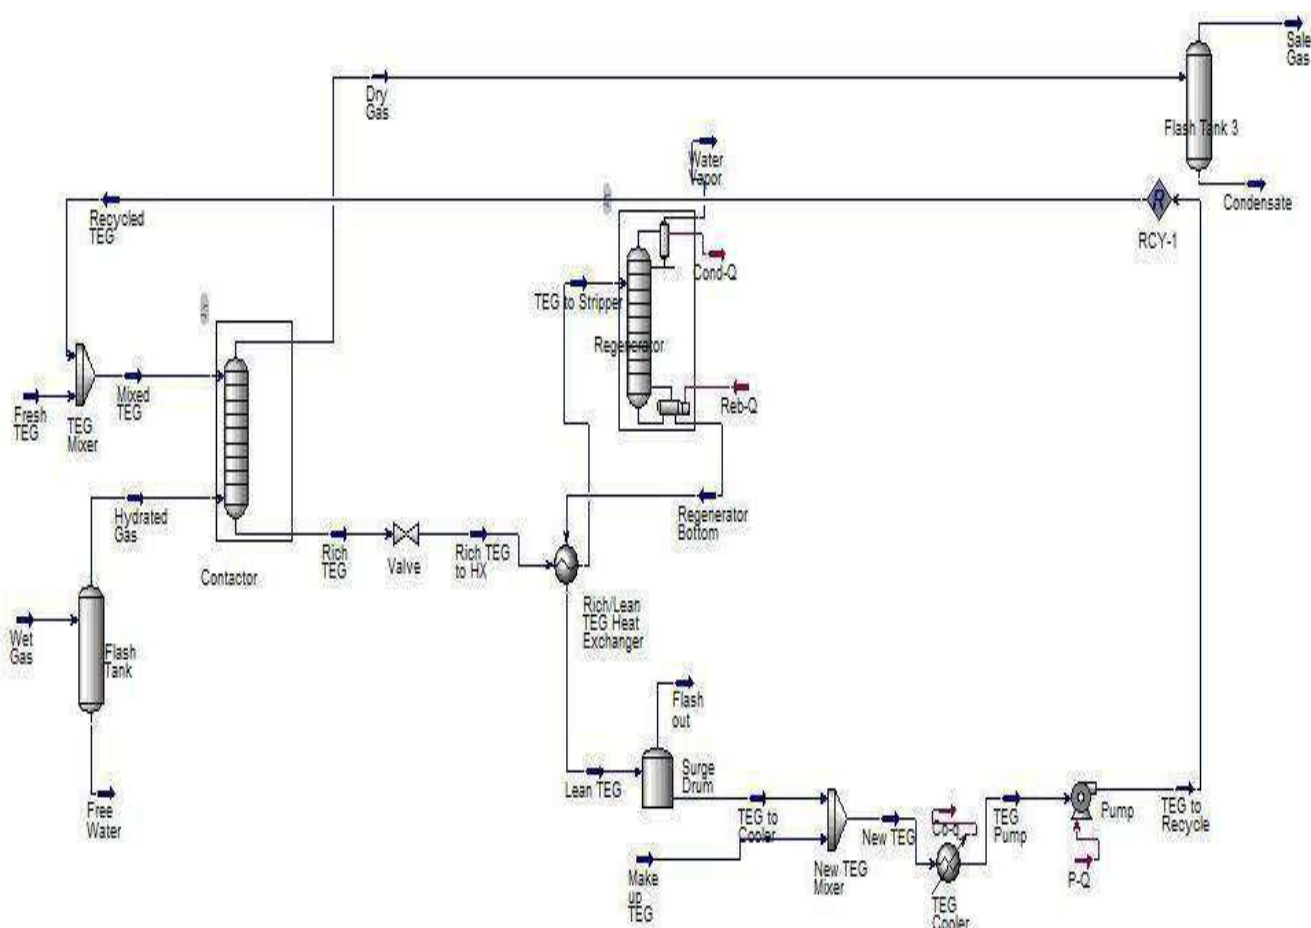 Sale
Gas
Dry
Gas
Flash Tank 3
Water
Vapor
Condensate
Recycled
TEG
RCY-1
Cond-Q
TEG to Stripper
Regenerator
Reb-Q
Fresh
TEG
TEG
Mixer
Mixed
TEG
Hydrated
Gas
Regenerator
Bottom
Rich
TEG
Valve
Rich TEG
to HX
Contactor
Rich/Lean
TEG Heat
Exchanger
Wet
Gas
Flash
Tank
Flash
out
Free
Water
Lean TEG
Surge
Drum
TEG to
Cooler
New TEG
Co-q
TEG
Pump
Pump
TEG to
Recycle
Make
up
TEG
New TEG
Mixer
TEG
Cooler
P-Q
R